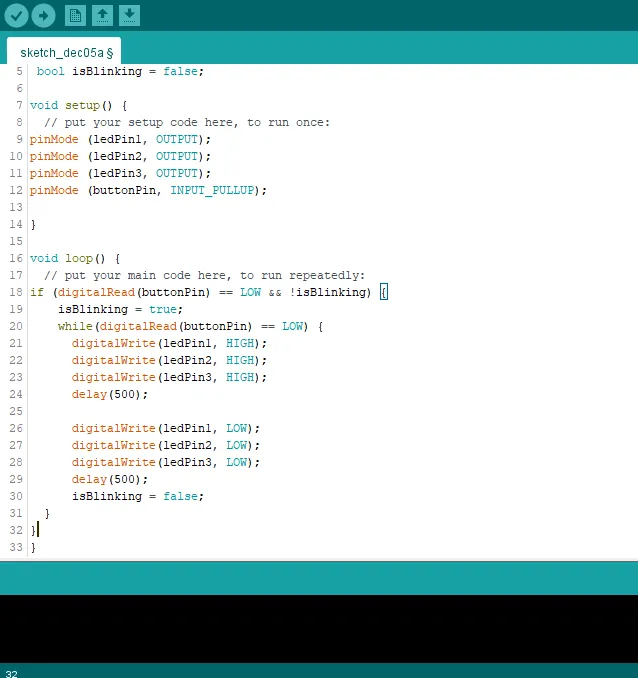 sketch_dec05a §
5 bool isBlinking = false;
6
7 void setup() {
8 // put your setup code here, to run once:
9 pinMode (ledPin1, OUTPUT);
10 pinMode (ledPin2, OUTPUT);
11 pinMode (ledPin3, OUTPUT);
12 pinMode (buttonPin, INPUT_PULLUP);
13
14 }
15
16 void loop() {
17 // put your main code here, to run repeatedly:
18 if (digitalRead(buttonPin) == LOW && !isBlinking) {
19 isBlinking = true;
20 while(digitalRead(buttonPin) == LOW) {
21 digitalWrite(ledPin1, HIGH);
22 digitalWrite(ledPin2, HIGH);
23 digitalWrite(ledPin3, HIGH);
24 delay(500);
25
26 digitalWrite(ledPin1, LOW);
27 digitalWrite(ledPin2, LOW);
28 digitalWrite(ledPin3, LOW);
29 delay(500);
30 isBlinking = false;
31 }
32 }
33 }
32